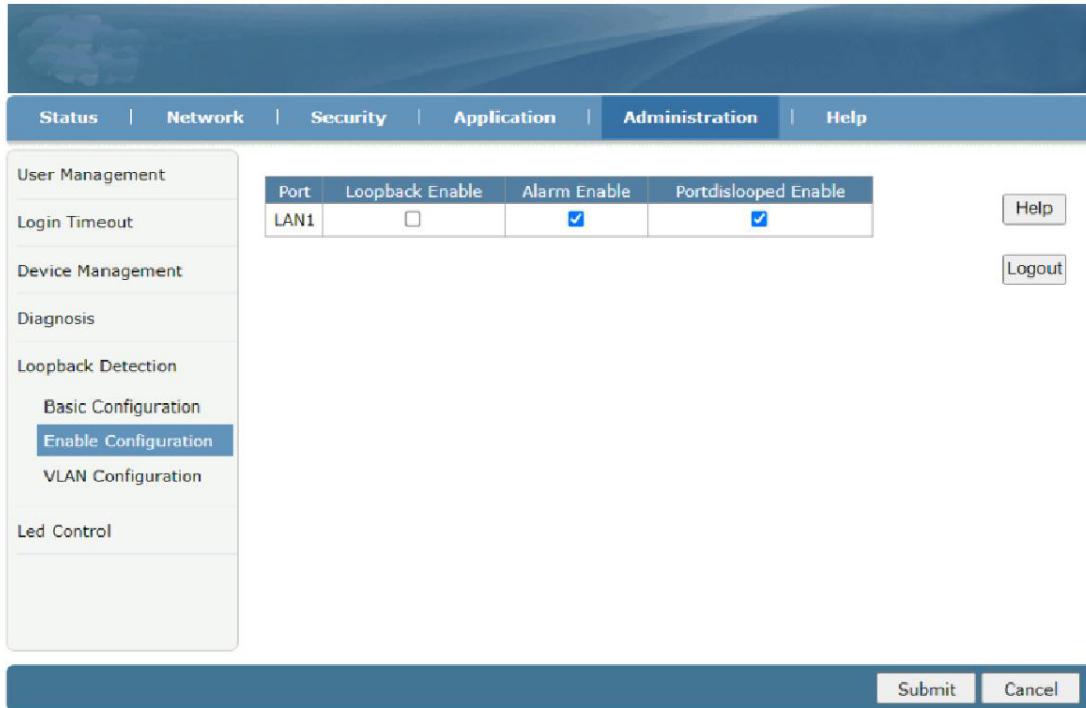 Status | Network | Security | Application | Administration | Help
User Management
Login Timeout
Device Management
Diagnosis
Loopback Detection
Basic Configuration
Enable Configuration
VLAN Configuration
Led Control
Port Loopback Enable Alarm Enable Portdislooped Enable
LAN1
Help
Logout
Submit Cancel